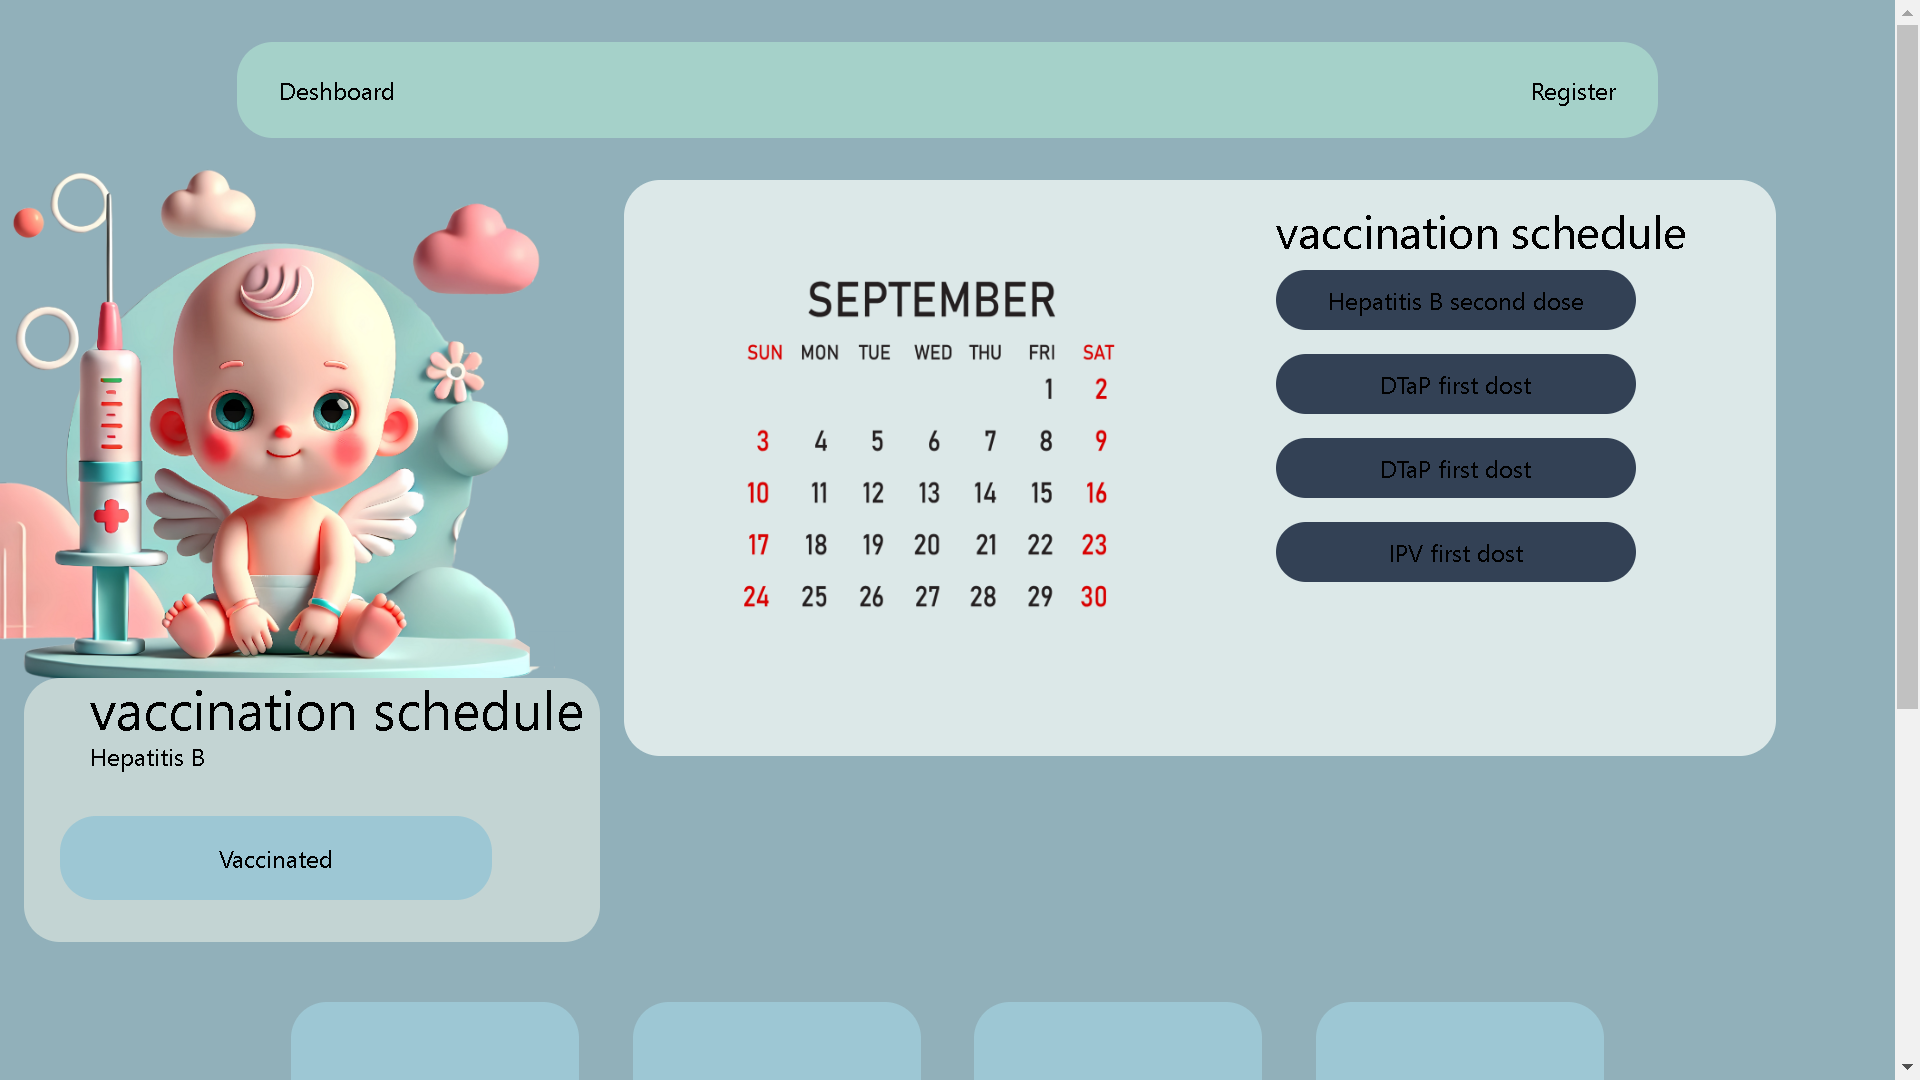 Deshboard
Register
SEPTEMBER
SUN MON TUE WED THU FRI SAT
1 2
3 4 5 6 7 8 9
10 11 12 13 14 15 16
17 18 19 20 21 22 23
24 25 26 27 28 29 30
vaccination schedule
Hepatitis B second dose
DTaP first dost
DTaP first dost
IPV first dost
vaccination schedule
Hepatitis B
Vaccinated